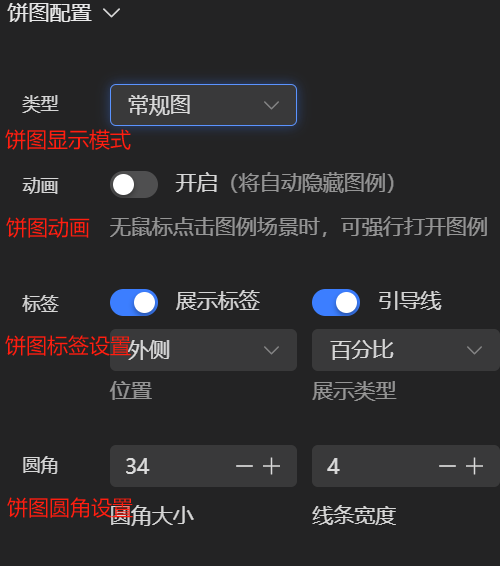 饼图配置
类型 常规图
饼图显示模式
动画 开启（将自动隐藏图例）
饼图动画 无鼠标点击图例场景时，可强行打开图例
标签 展示标签 引导线
饼图标签设置 外侧 百分比
位置 展示类型
圆角 34 4
饼图圆角设置 圆角大小 线条宽度